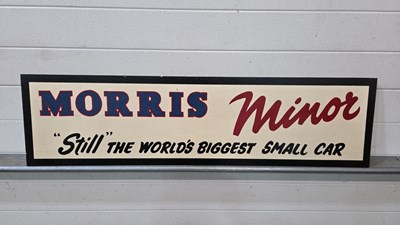 MORRIS Minor
"Still" THE WORLD'S BIGGEST SMALL CAR